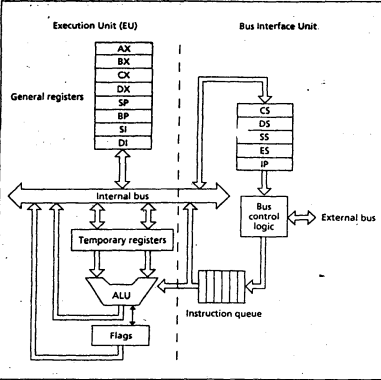 Execution Unit (EU)
Bus Interface Unit.
General registers
AX
BX
CX
DX
SP
BP
SI
DI
CS
DS
SS
ES
IP
Internal bus
Bus
control
logic
External bus
Temporary registers
ALU
Instruction queue
Flags